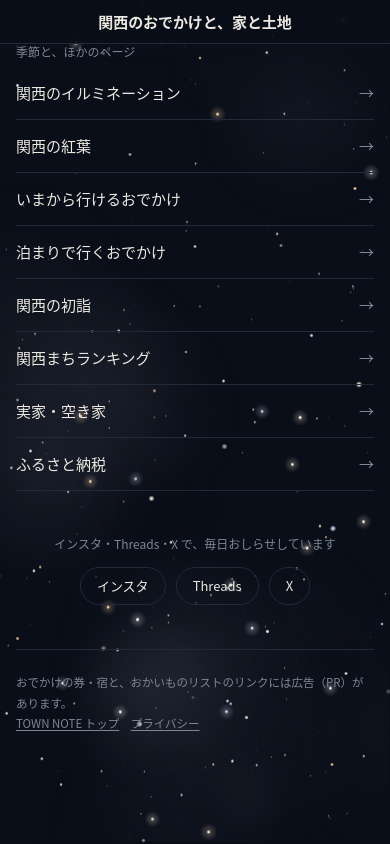 関西のおでかけと、家と土地
季節と、ほかのページ
関西のイルミネーション →
関西の紅葉 →
いまから行けるおでかけ →
泊まりで行くおでかけ →
関西の初詣 →
関西まちランキング →
実家・空き家 →
ふるさと納税 →
インスタ・Threads・X で、毎日おしらせしています
インスタ Threads X
おでかけの券・宿と、おかいものリストのリンクには広告（PR）が
あります。
TOWN NOTE トップ プライバシー